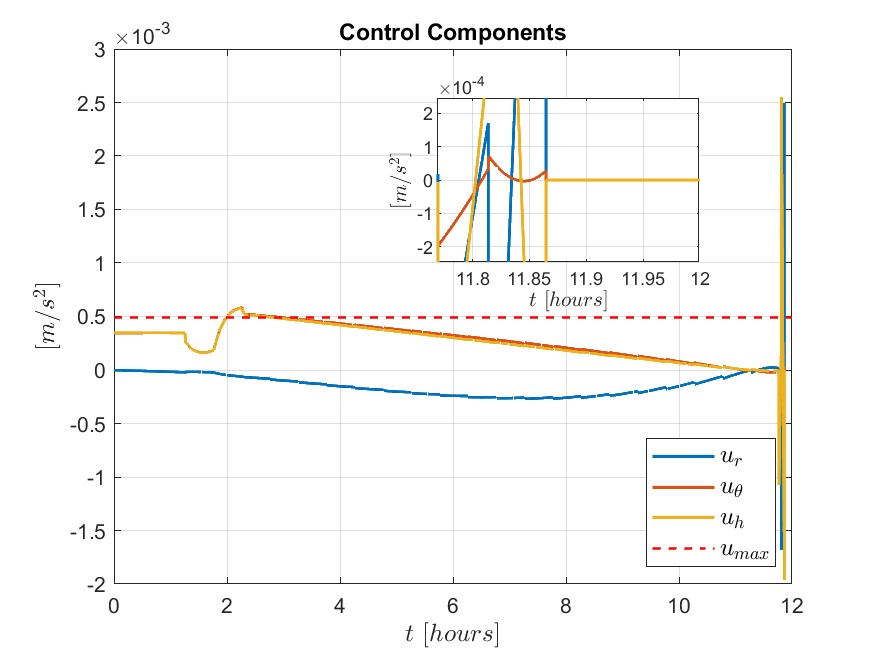 Control Components
×10⁻³
3
2.5
2
1.5
1
0.5
0
-0.5
-1
-1.5
-2
[m/s²]
0 2 4 6 8 10 12
t [hours]
×10⁻⁴
2
1
0
-1
-2
[m/s²]
11.8 11.85 11.9 11.95 12
t [hours]
u_r
u_θ
u_h
u_max